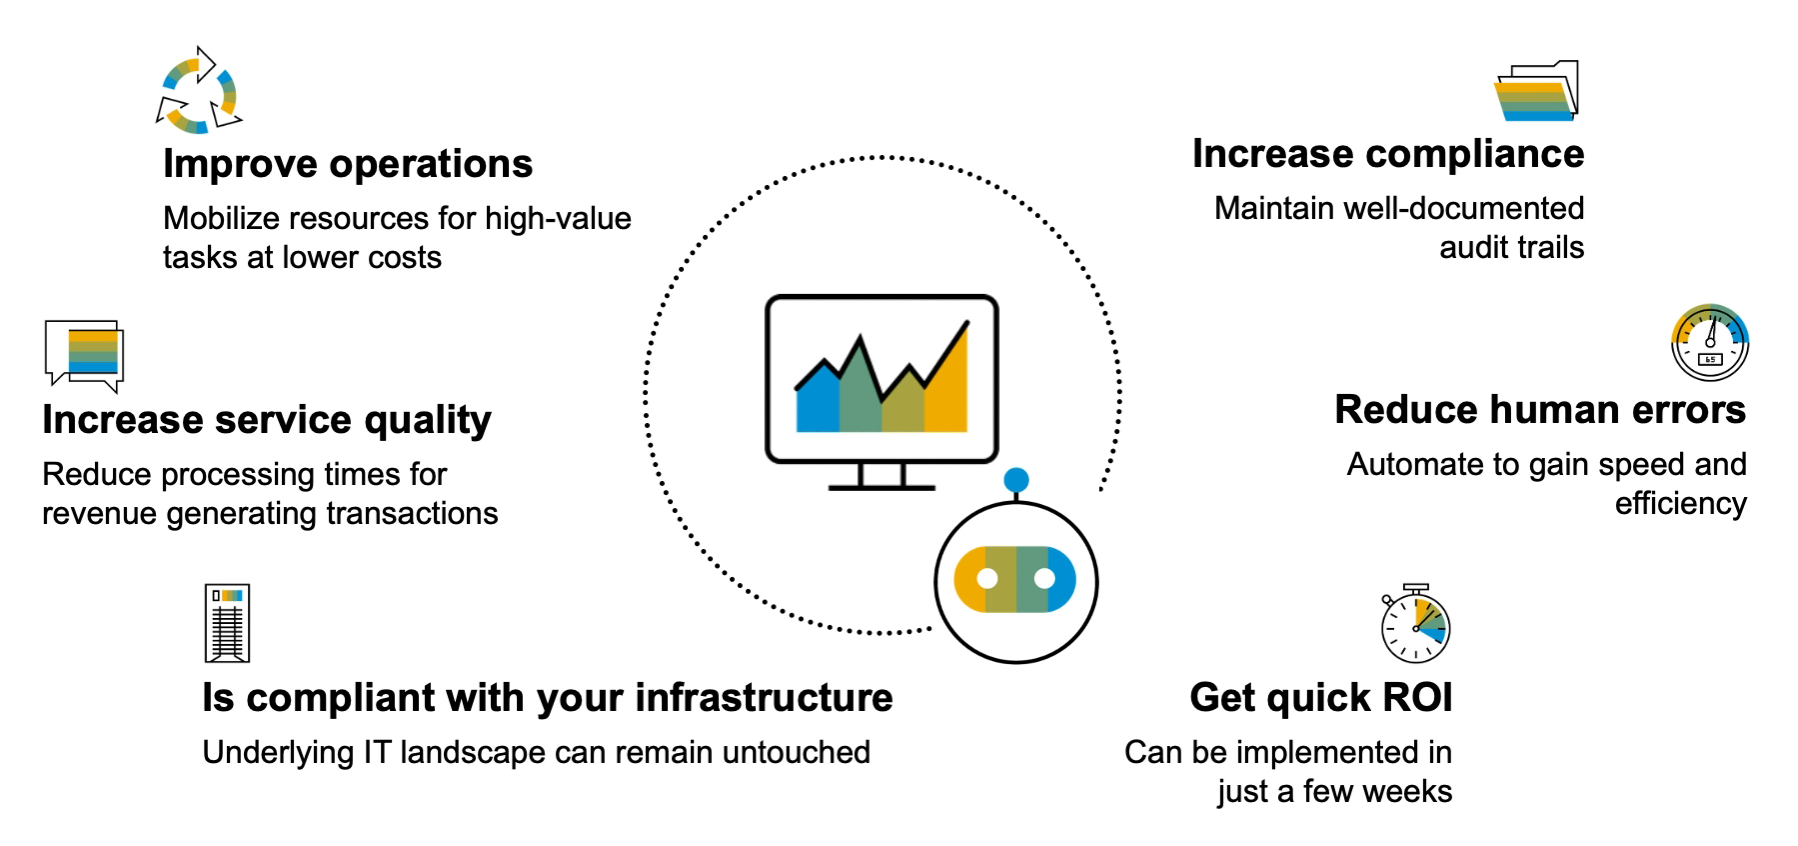 Improve operations
Mobilize resources for high-value
tasks at lower costs
Increase service quality
Reduce processing times for
revenue generating transactions
Is compliant with your infrastructure
Underlying IT landscape can remain untouched
Increase compliance
Maintain well-documented
audit trails
65
Reduce human errors
Automate to gain speed and
efficiency
Get quick ROI
Can be implemented in
just a few weeks